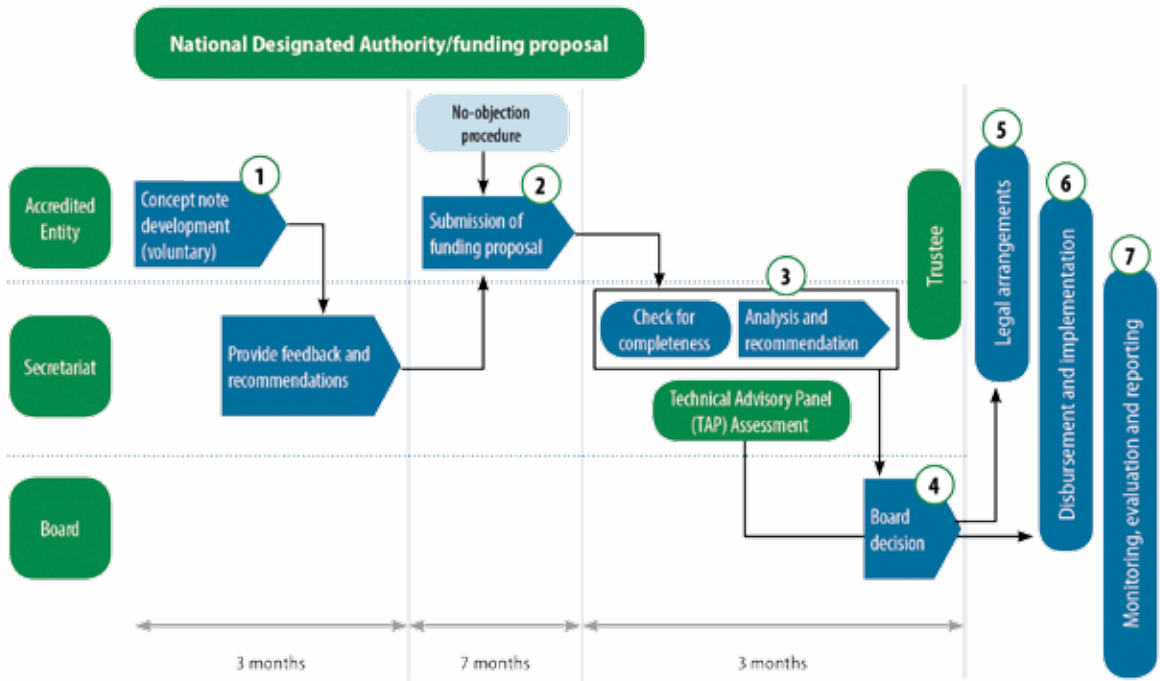 National Designated Authority/funding proposal
No-objection
procedure
1
2
5
6
7
Accredited
Entity
Concept note
development
(voluntary)
Submission of
funding proposal
3
Trustee
Legal arrangements
Disbursement and implementation
Monitoring, evaluation and reporting
Secretariat
Provide feedback and
recommendations
Check for
completeness
Analysis and
recommendation
Technical Advisory Panel
(TAP) Assessment
4
Board
Board
decision
3 months
7 months
3 months